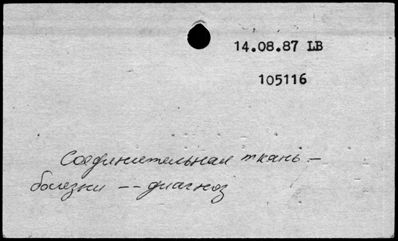 14.08.87 LB
105116
Соединительная ткань -
болезни -- диагноз